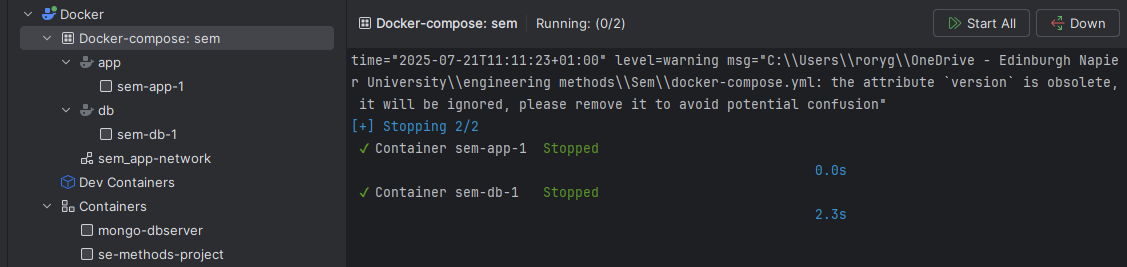 Docker
Docker-compose: sem
app
sem-app-1
db
sem-db-1
sem_app-network
Dev Containers
Containers
mongo-dbserver
se-methods-project
Docker-compose: sem Running: (0/2) Start All Down
time="2025-07-21T11:11:23+01:00" level=warning msg="C:\\Users\\roryg\\OneDrive - Edinburgh Napie
r University\\engineering methods\\Sem\\docker-compose.yml: the attribute `version` is obsolete,
it will be ignored, please remove it to avoid potential confusion"
[+] Stopping 2/2
✓ Container sem-app-1 Stopped
0.0s
✓ Container sem-db-1 Stopped
2.3s